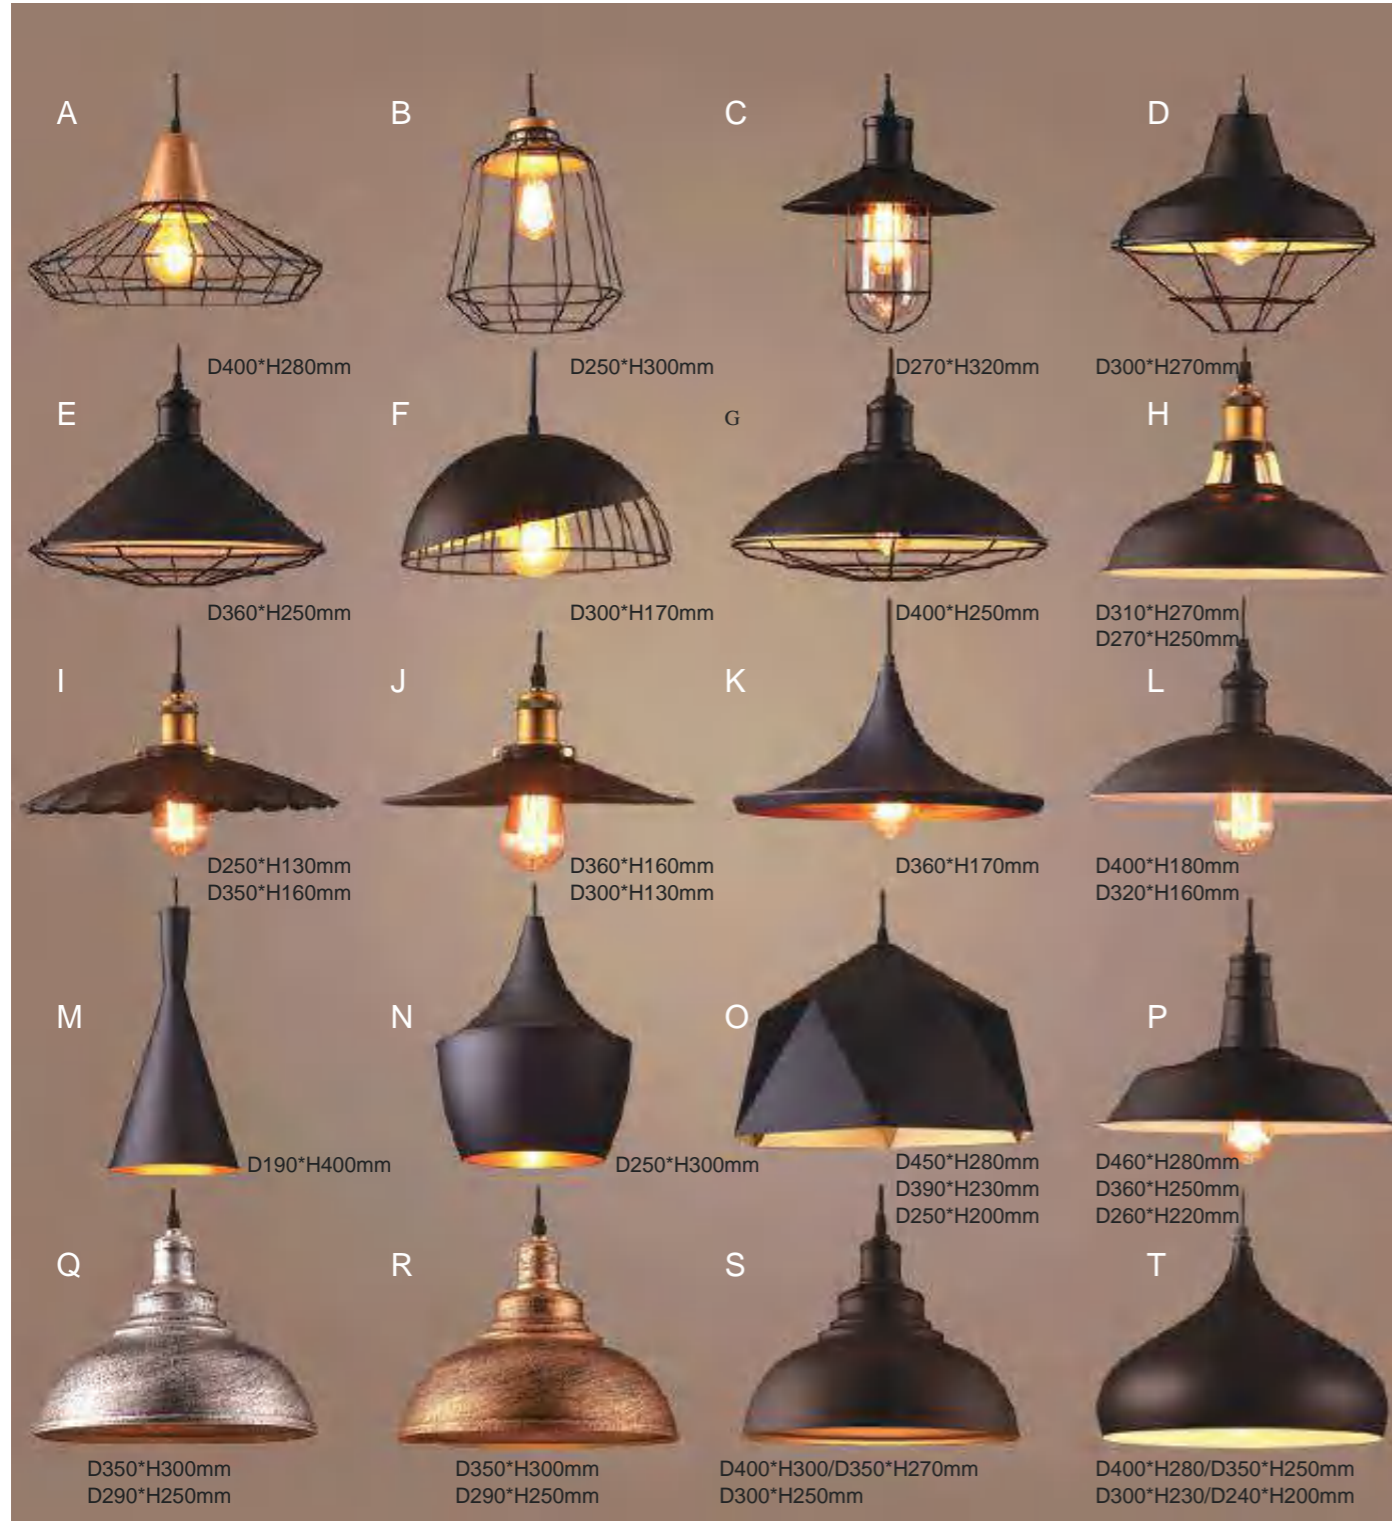 A
B
C
D
D400*H280mm
D250*H300mm
D270*H320mm
D300*H270mm
E
F
G
H
D360*H250mm
D300*H170mm
D400*H250mm
D310*H270mm
D270*H250mm
I
J
K
L
D250*H130mm
D350*H160mm
D360*H160mm
D300*H130mm
D360*H170mm
D400*H180mm
D320*H160mm
M
N
O
P
D190*H400mm
D250*H300mm
D450*H280mm
D390*H230mm
D250*H200mm
D460*H280mm
D360*H250mm
D260*H220mm
Q
R
S
T
D350*H300mm
D290*H250mm
D350*H300mm
D290*H250mm
D400*H300/D350*H270mm
D300*H250mm
D400*H280/D350*H250mm
D300*H230/D240*H200mm